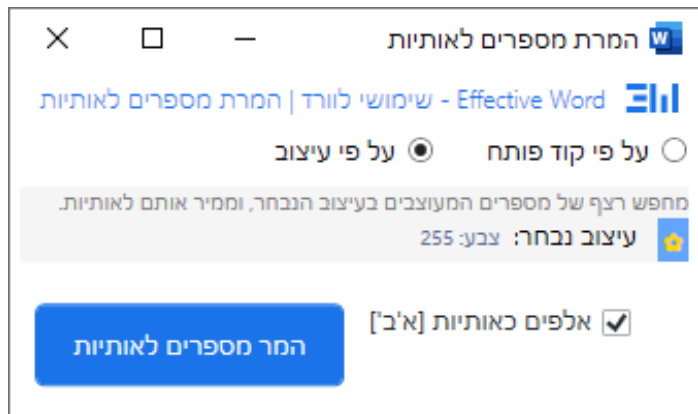 המרת מספרים לאותיות
Effective Word - שימושי לוורד | המרת מספרים לאותיות
על פי קוד פותח על פי עיצוב
מחפש רצף של מספרים המעוצבים בעיצוב הנבחר, וממיר אותם לאותיות.
עיצוב נבחר: צבע: 255
אלפים כאותיות [א'ב']
המר מספרים לאותיות